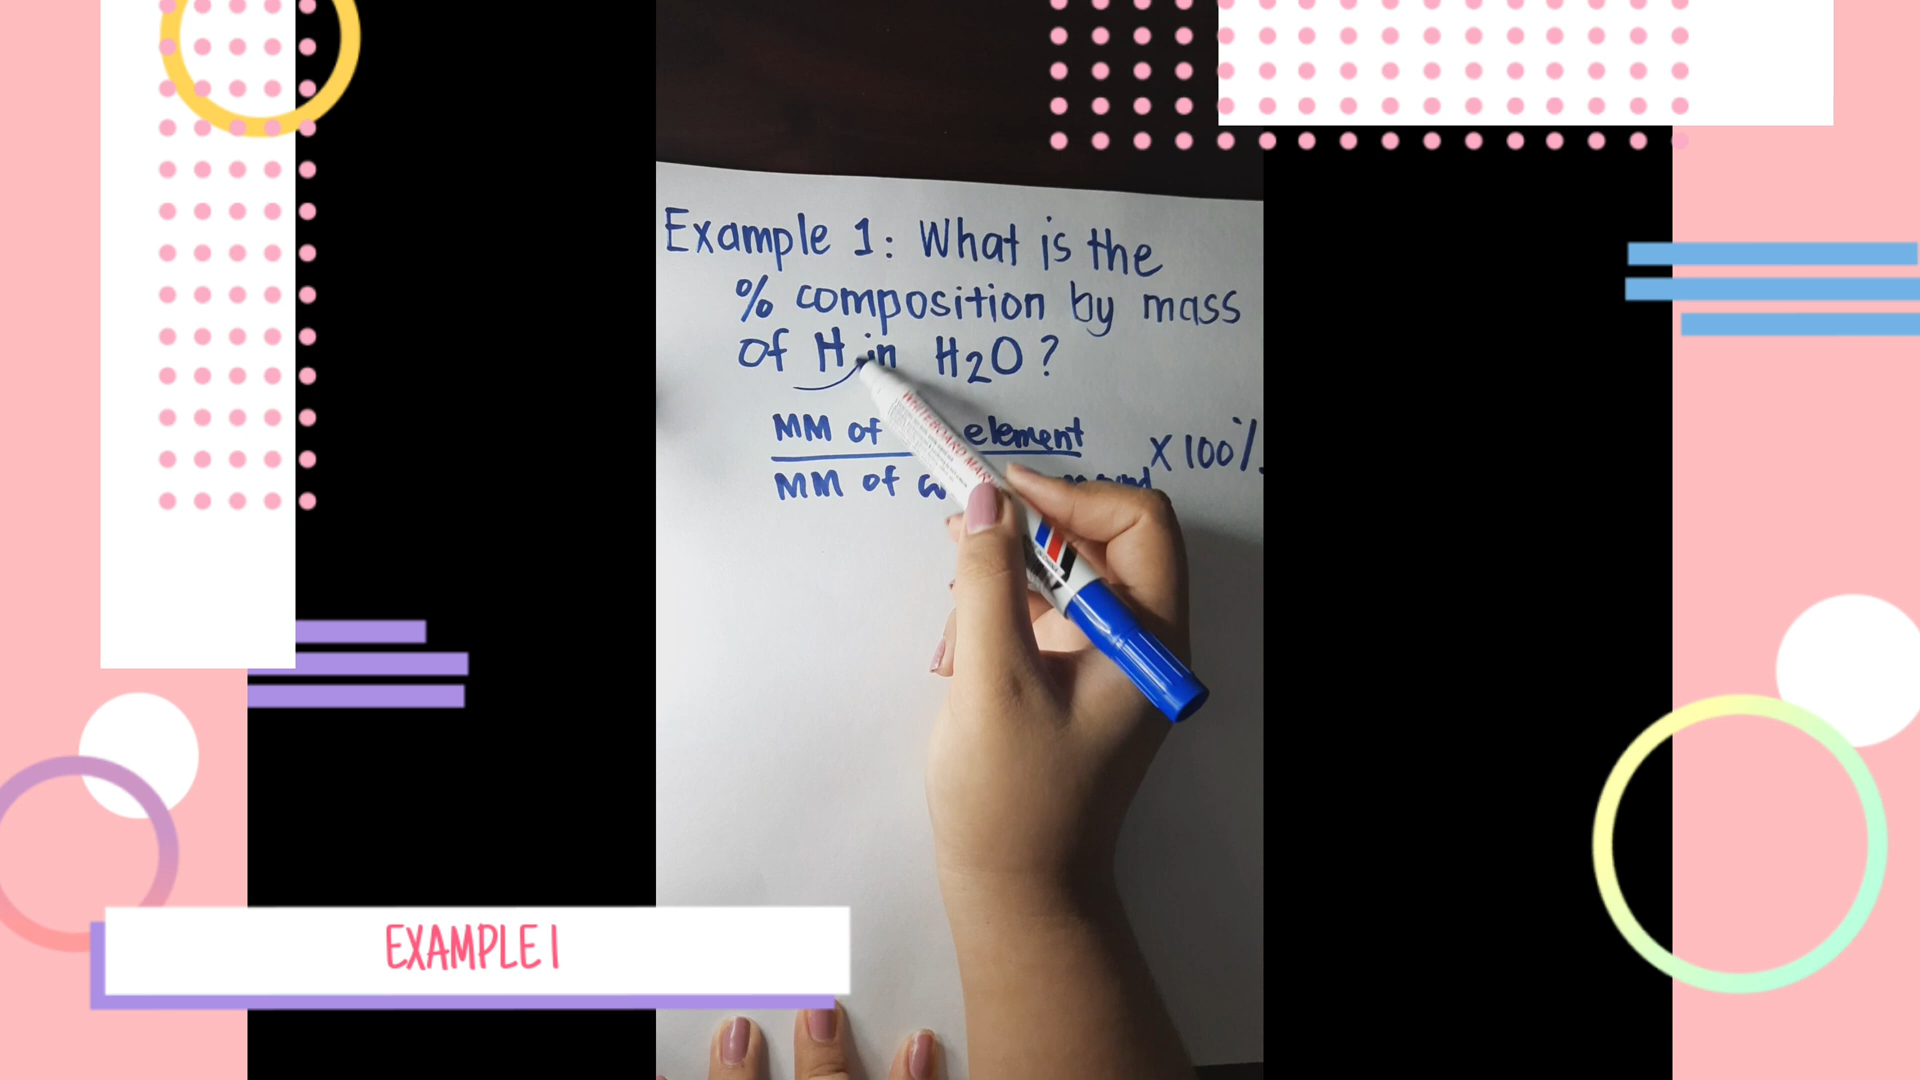 Example 1: What is the
% composition by mass
of H in H2O?
MM of element
MM of
x 100%
WHITEBOARD
EXAMPLE 1